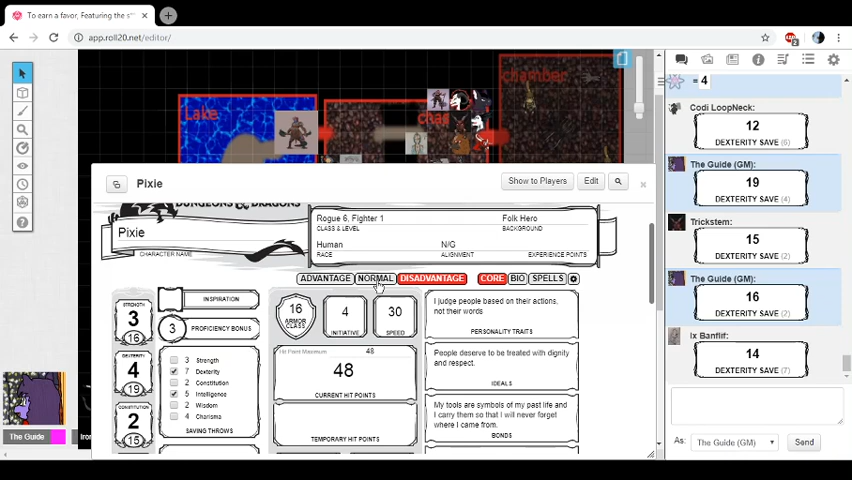 To earn a favor, Featuring the st
app.roll20.net/editor/
2
Lake
chamber
= 4
Codi LoopNeck:
12
DEXTERITY SAVE (6)
The Guide (GM):
19
DEXTERITY SAVE (4)
Trickstem:
15
DEXTERITY SAVE (2)
The Guide (GM):
16
DEXTERITY SAVE (2)
Ix Banflif:
14
DEXTERITY SAVE (7)
As: The Guide (GM) Send
Pixie
Show to Players Edit
DUNGEONS & DRAGONS
Pixie
CHARACTER NAME
Rogue 6, Fighter 1 Folk Hero
CLASS & LEVEL BACKGROUND
Human N/G
RACE ALIGNMENT EXPERIENCE POINTS
ADVANTAGE NORMAL DISADVANTAGE CORE BIO SPELLS
STRENGTH
3
16
DEXTERITY
4
19
CONSTITUTION
2
15
INSPIRATION
3 PROFICIENCY BONUS
3 Strength
7 Dexterity
2 Constitution
5 Intelligence
2 Wisdom
4 Charisma
SAVING THROWS
16
ARMOR
CLASS
4
INITIATIVE
30
SPEED
Hit Point Maximum 48
48
CURRENT HIT POINTS
TEMPORARY HIT POINTS
I judge people based on their actions,
not their words
PERSONALITY TRAITS
People deserve to be treated with dignity
and respect.
IDEALS
My tools are symbols of my past life and
I carry them so that I will never forget
where I came from.
BONDS
The Guide